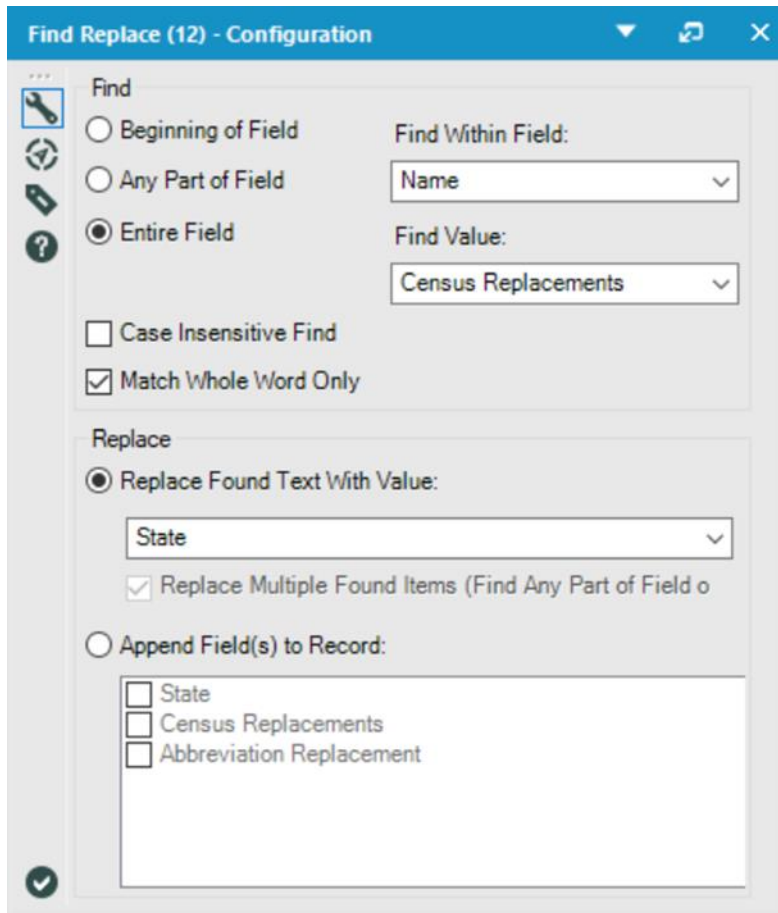 Find Replace (12) - Configuration
Find
Beginning of Field
Find Within Field:
Any Part of Field
Name
Entire Field
Find Value:
Census Replacements
Case Insensitive Find
Match Whole Word Only
Replace
Replace Found Text With Value:
State
Replace Multiple Found Items (Find Any Part of Field o
Append Field(s) to Record:
State
Census Replacements
Abbreviation Replacement